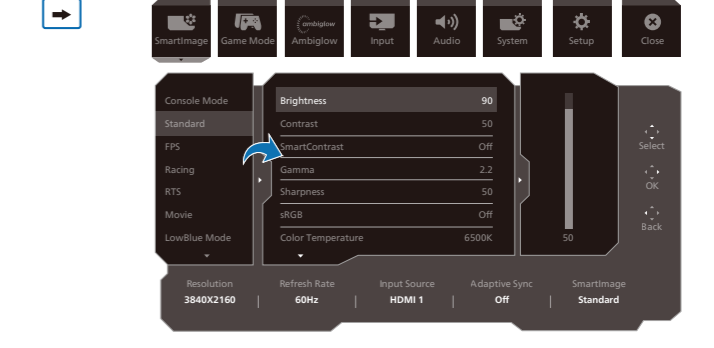 SmartImage Game Mode Ambiglow Input Audio System Setup Close
ambiglow
Console Mode
Standard
FPS
Racing
RTS
Movie
LowBlue Mode
Brightness 90
Contrast 50
SmartContrast Off
Gamma 2.2
Sharpness 50
sRGB Off
Color Temperature 6500K
50
Select
OK
Back
Resolution Refresh Rate Input Source Adaptive Sync SmartImage
3840X2160 | 60Hz | HDMI 1 | Off | Standard